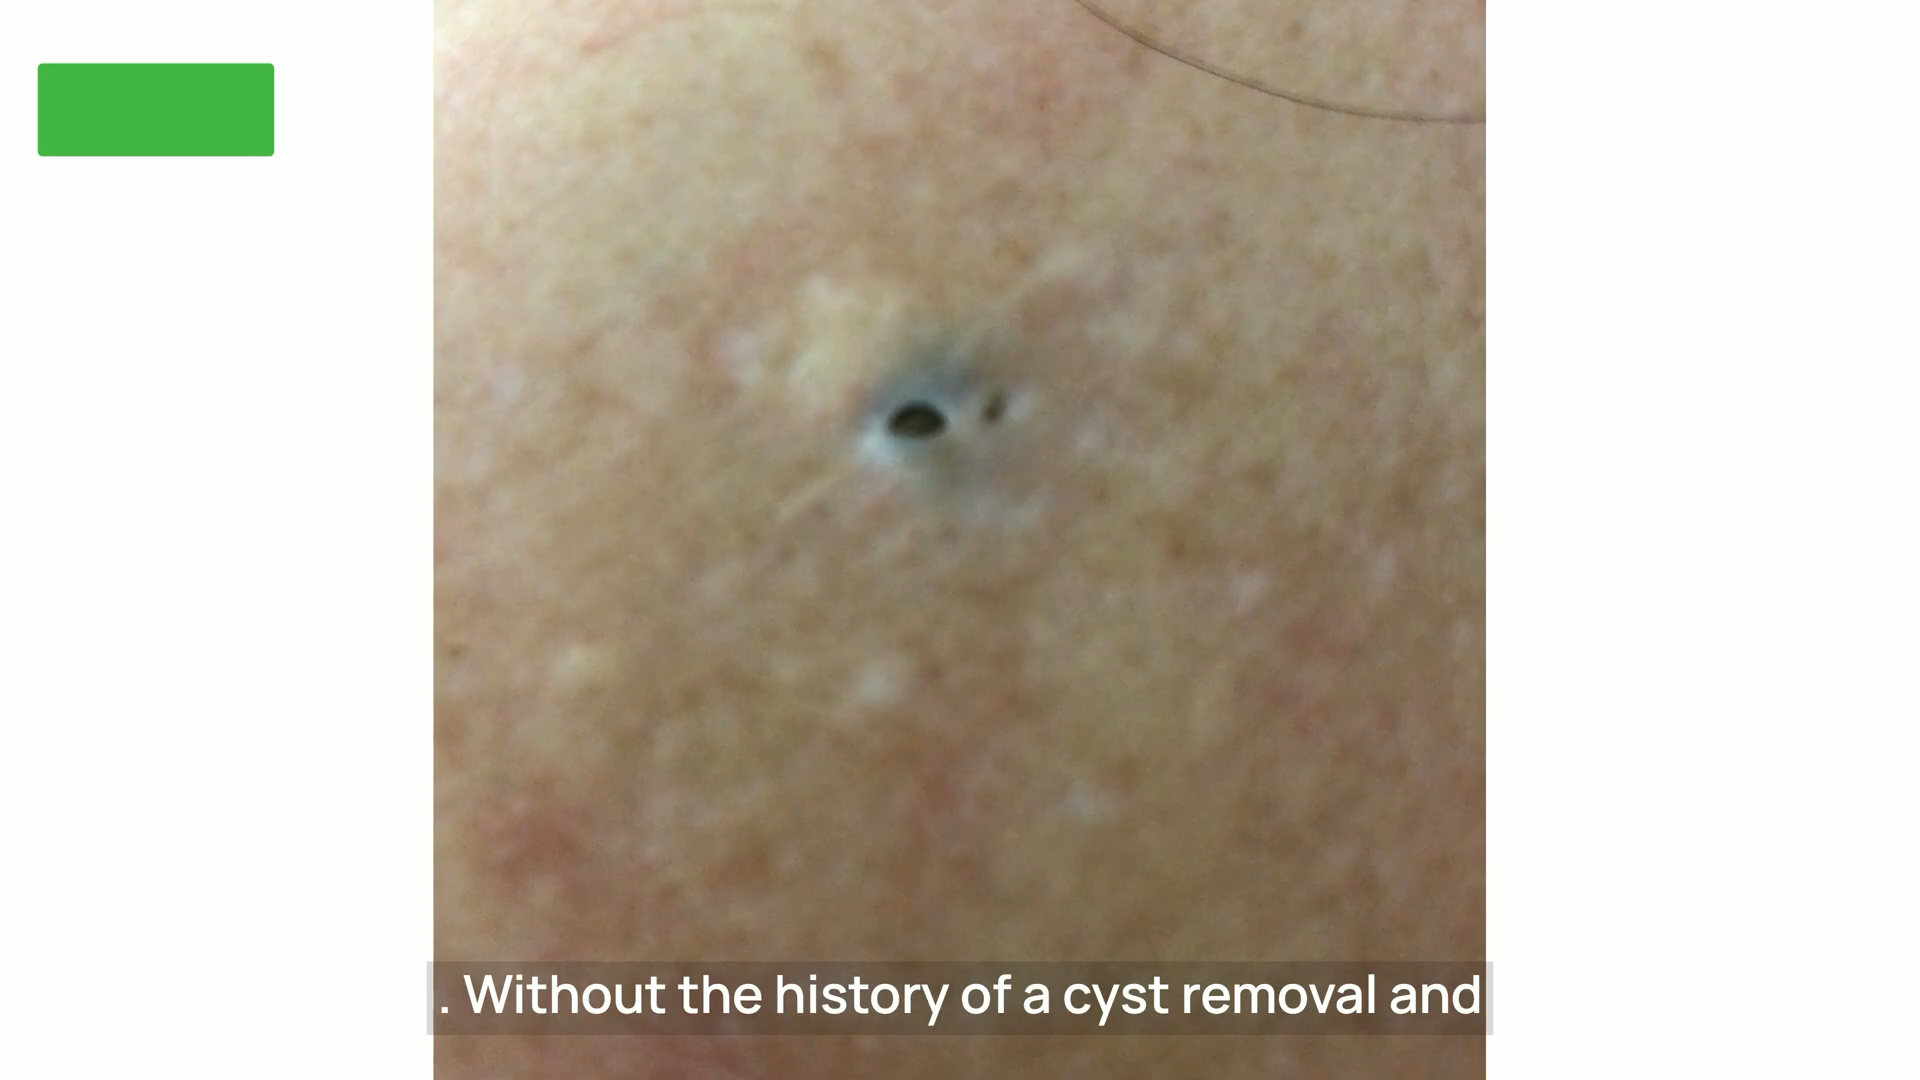 . Without the history of a cyst removal and